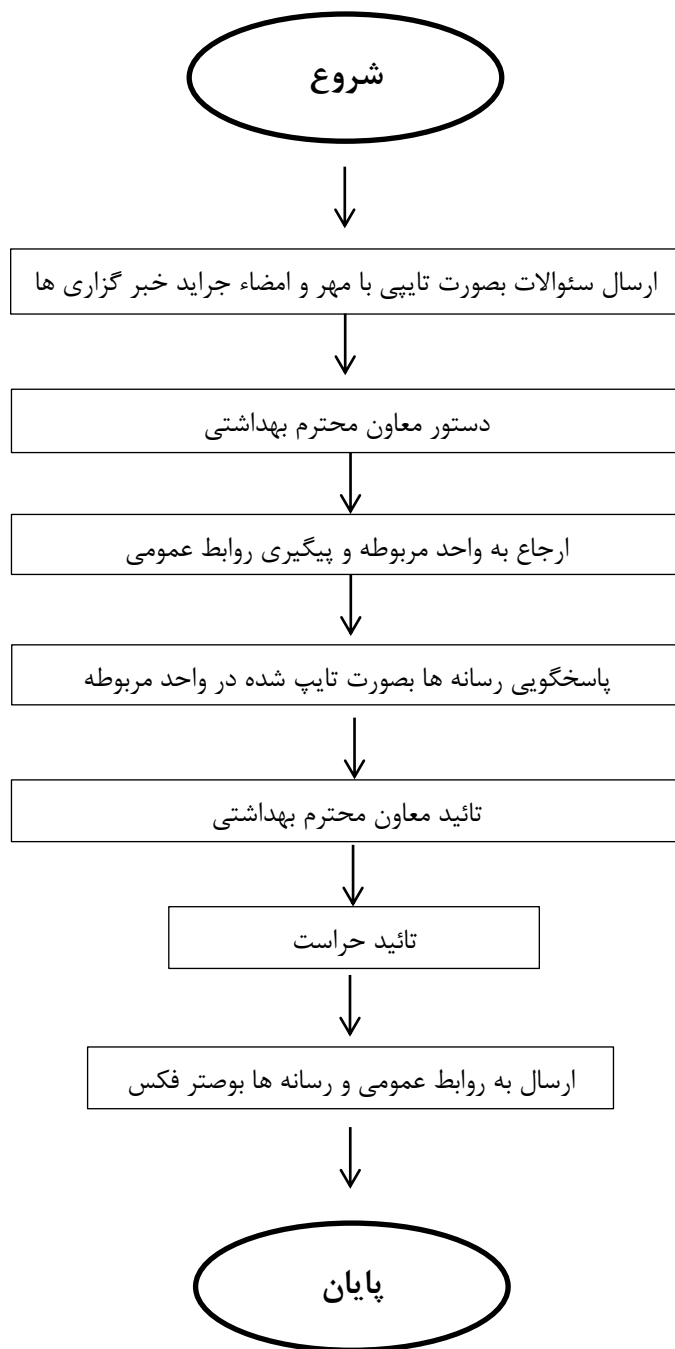 شروع
ارسال سئوالات بصورت تایپی با مهر و امضاء جراید خبر گزاری ها
دستور معاون محترم بهداشتی
ارجاع به واحد مربوطه و پیگیری روابط عمومی
پاسخگویی رسانه ها بصورت تایپ شده در واحد مربوطه
تائید معاون محترم بهداشتی
تائید حراست
ارسال به روابط عمومی و رسانه ها بوصتر فکس
پایان